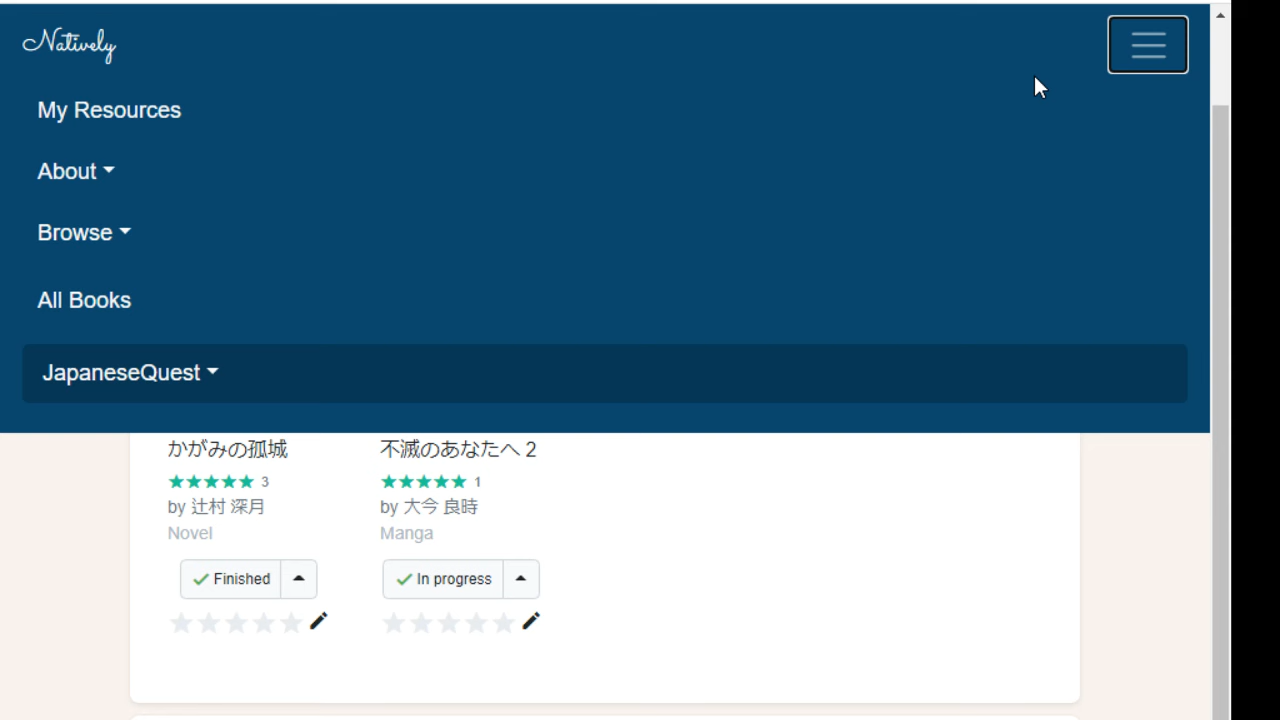 Natively
My Resources
About
Browse
All Books
JapaneseQuest
かがみの孤城
3
by 辻村 深月
Novel
Finished
不滅のあなたへ 2
1
by 大今 良時
Manga
In progress